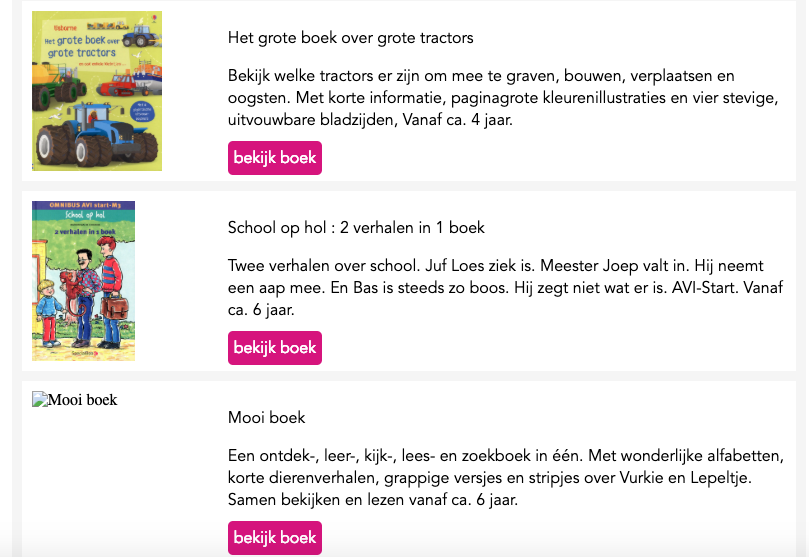 Usborne
Het grote boek over
grote tractors
Het grote boek over grote tractors
Bekijk welke tractors er zijn om mee te graven, bouwen, verplaatsen en
oogsten. Met korte informatie, paginagrote kleurenillustraties en vier stevige,
uitvouwbare bladzijden, Vanaf ca. 4 jaar.
bekijk boek
OMNIBUS AVI start-M3
School op hol
2 verhalen in 1 boek
School op hol : 2 verhalen in 1 boek
Twee verhalen over school. Juf Loes ziek is. Meester Joep valt in. Hij neemt
een aap mee. En Bas is steeds zo boos. Hij zegt niet wat er is. AVI-Start. Vanaf
ca. 6 jaar.
bekijk boek
Mooi boek
Mooi boek
Een ontdek-, leer-, kijk-, lees- en zoekboek in één. Met wonderlijke alfabetten,
korte dierenverhalen, grappige versjes en stripjes over Vurkie en Lepeltje.
Samen bekijken en lezen vanaf ca. 6 jaar.
bekijk boek